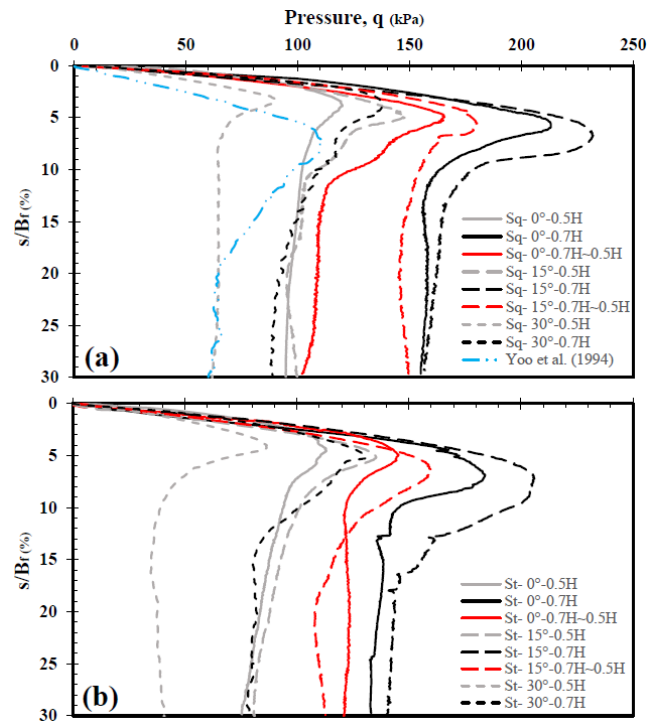 Pressure, q (kPa)
0 50 100 150 200 250
0
5
10
15
20
25
30
s/Bf (%)
Sq- 0°-0.5H
Sq- 0°-0.7H
Sq- 0°-0.7H~0.5H
Sq- 15°-0.5H
Sq- 15°-0.7H
Sq- 15°-0.7H~0.5H
Sq- 30°-0.5H
Sq- 30°-0.7H
Yoo et al. (1994)
(a)
0
5
10
15
20
25
30
s/Bf (%)
St- 0°-0.5H
St- 0°-0.7H
St- 0°-0.7H~0.5H
St- 15°-0.5H
St- 15°-0.7H
St- 15°-0.7H~0.5H
St- 30°-0.5H
St- 30°-0.7H
(b)